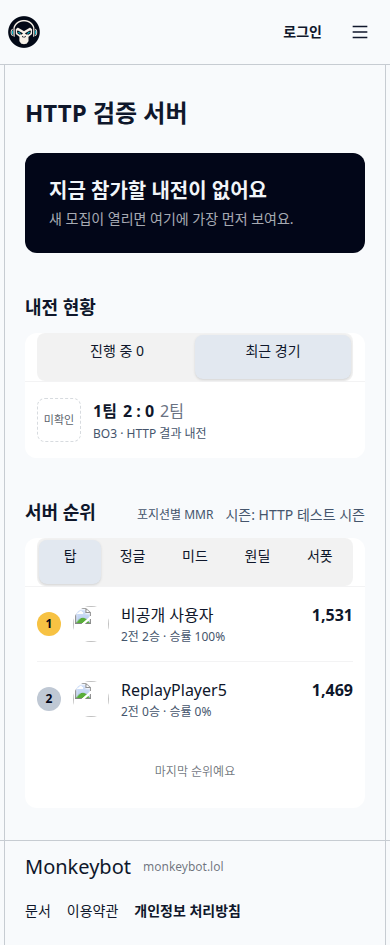 로그인
HTTP 검증 서버
지금 참가할 내전이 없어요
새 모집이 열리면 여기에 가장 먼저 보여요.
내전 현황
진행 중 0 최근 경기
미확인
1팀 2 : 0 2팀
BO3 · HTTP 결과 내전
서버 순위 포지션별 MMR 시즌: HTTP 테스트 시즌
탑 정글 미드 원딜 서폿
1 비공개 사용자 1,531
2전 2승 · 승률 100%
2 ReplayPlayer5 1,469
2전 0승 · 승률 0%
마지막 순위예요
Monkeybot monkeybot.lol
문서 이용약관 개인정보 처리방침